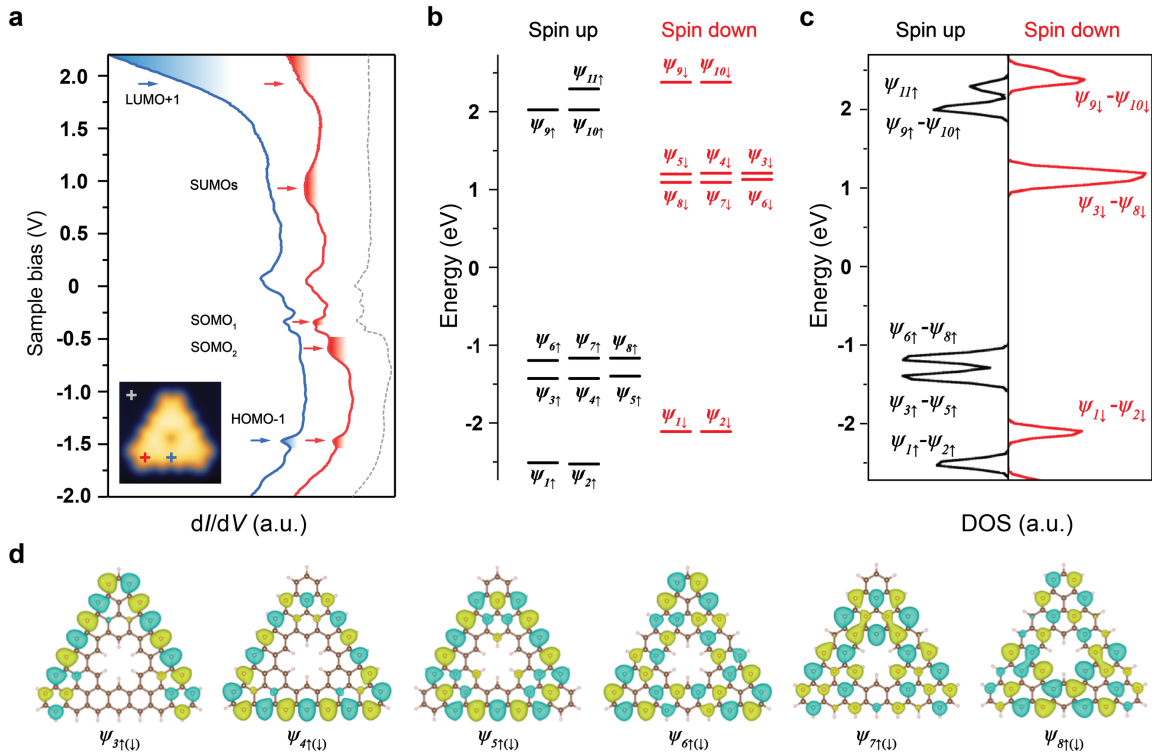 a
2.0
1.5
1.0
0.5
0
-0.5
-1.0
-1.5
-2.0
Sample bias (V)
LUMO+1
SUMOs
SOMO1
SOMO2
HOMO-1
dI/dV (a.u.)
b
Spin up
Spin down
2
1
0
-1
-2
Energy (eV)
ψ11↑
ψ9↑
ψ10↑
ψ9↓
ψ10↓
ψ5↓
ψ4↓
ψ3↓
ψ8↓
ψ7↓
ψ6↓
ψ6↑
ψ7↑
ψ8↑
ψ3↑
ψ4↑
ψ5↑
ψ1↓
ψ2↓
ψ1↑
ψ2↑
c
Spin up
Spin down
2
1
0
-1
-2
Energy (eV)
ψ11↑
ψ9↑-ψ10↑
ψ9↓-ψ10↓
ψ3↓-ψ8↓
ψ6↑-ψ8↑
ψ3↑-ψ5↑
ψ1↓-ψ2↓
ψ1↑-ψ2↑
DOS (a.u.)
d
ψ3↑(↓)
ψ4↑(↓)
ψ5↑(↓)
ψ6↑(↓)
ψ7↑(↓)
ψ8↑(↓)